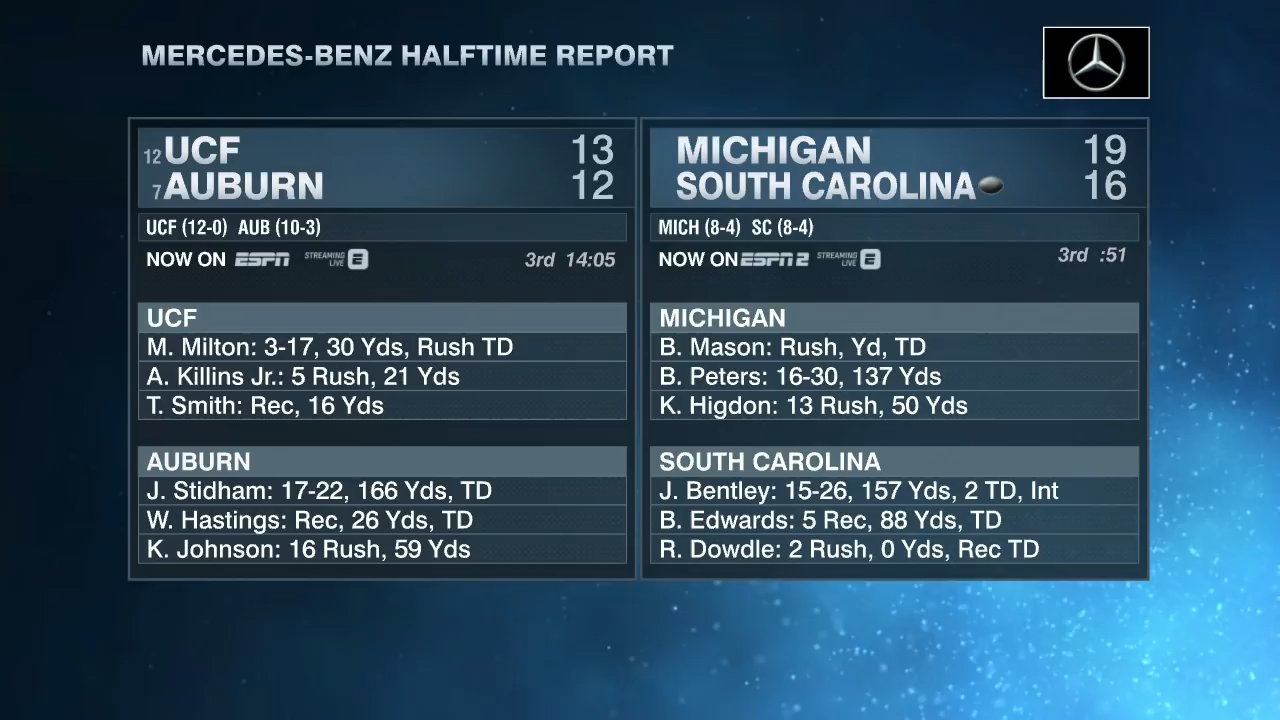 MERCEDES-BENZ HALFTIME REPORT
12 UCF 13
7 AUBURN 12
UCF (12-0) AUB (10-3)
NOW ON ESPN STREAMING LIVE E 3rd 14:05
UCF
M. Milton: 3-17, 30 Yds, Rush TD
A. Killins Jr.: 5 Rush, 21 Yds
T. Smith: Rec, 16 Yds
AUBURN
J. Stidham: 17-22, 166 Yds, TD
W. Hastings: Rec, 26 Yds, TD
K. Johnson: 16 Rush, 59 Yds
MICHIGAN 19
SOUTH CAROLINA 16
MICH (8-4) SC (8-4)
NOW ON ESPN2 STREAMING LIVE E 3rd :51
MICHIGAN
B. Mason: Rush, Yd, TD
B. Peters: 16-30, 137 Yds
K. Higdon: 13 Rush, 50 Yds
SOUTH CAROLINA
J. Bentley: 15-26, 157 Yds, 2 TD, Int
B. Edwards: 5 Rec, 88 Yds, TD
R. Dowdle: 2 Rush, 0 Yds, Rec TD